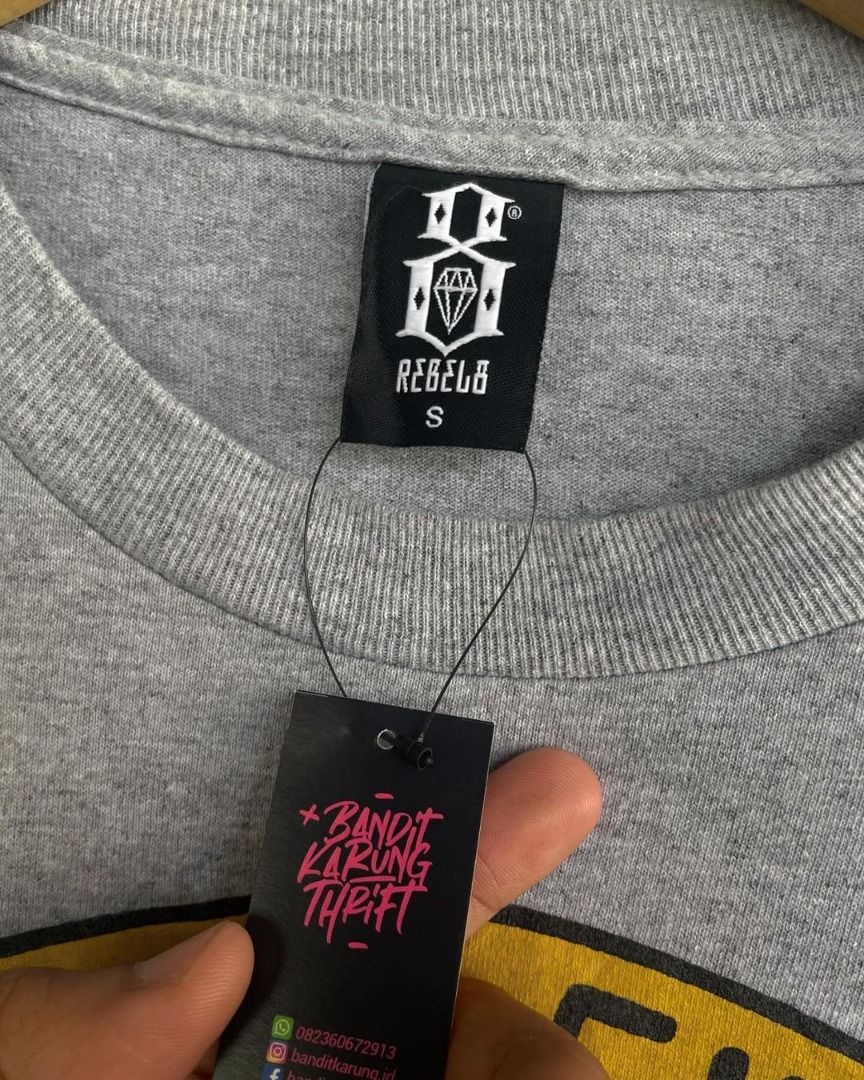 ®
REBEL8
S
BANDIT
KARUNG
THRIFT
082360672913
banditkarung.id